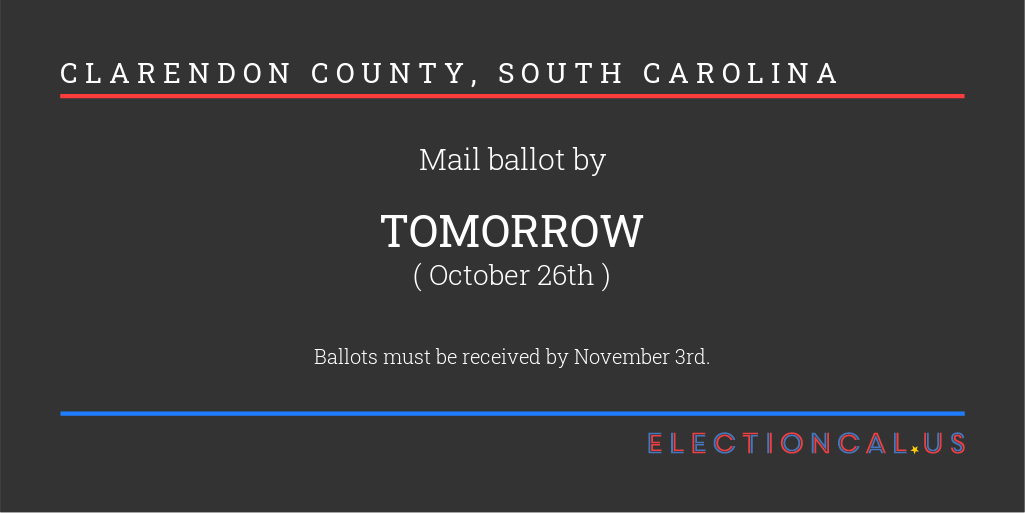 CLARENDON COUNTY, SOUTH CAROLINA
Mail ballot by
TOMORROW
( October 26th )
Ballots must be received by November 3rd.
ELECTIONCAL.US